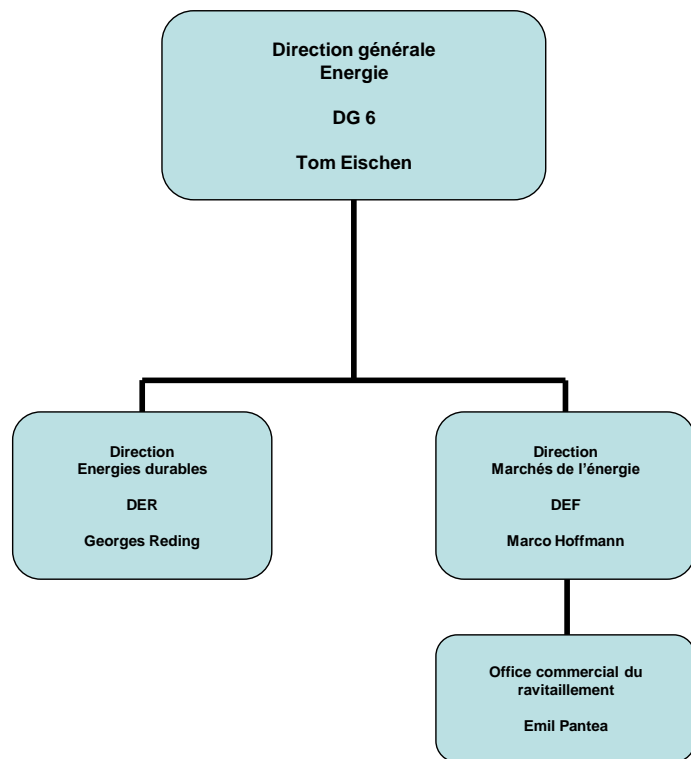 Direction générale
Energie
DG 6
Tom Eischen
Direction
Energies durables
DER
Georges Reding
Direction
Marchés de l'énergie
DEF
Marco Hoffmann
Office commercial du
ravitaillement
Emil Pantea